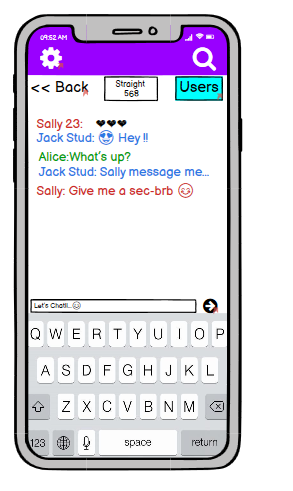 09:52 AM
<< Back
Straight
568
Users
Sally 23: ❤❤❤
Jack Stud: 😍 Hey !!
Alice:What's up?
Jack Stud: Sally message me...
Sally: Give me a sec-brb 😊
Let's Chat!!..😊
Q W E R T Y U I O P
A S D F G H J K L
Z X C V B N M
123 space return